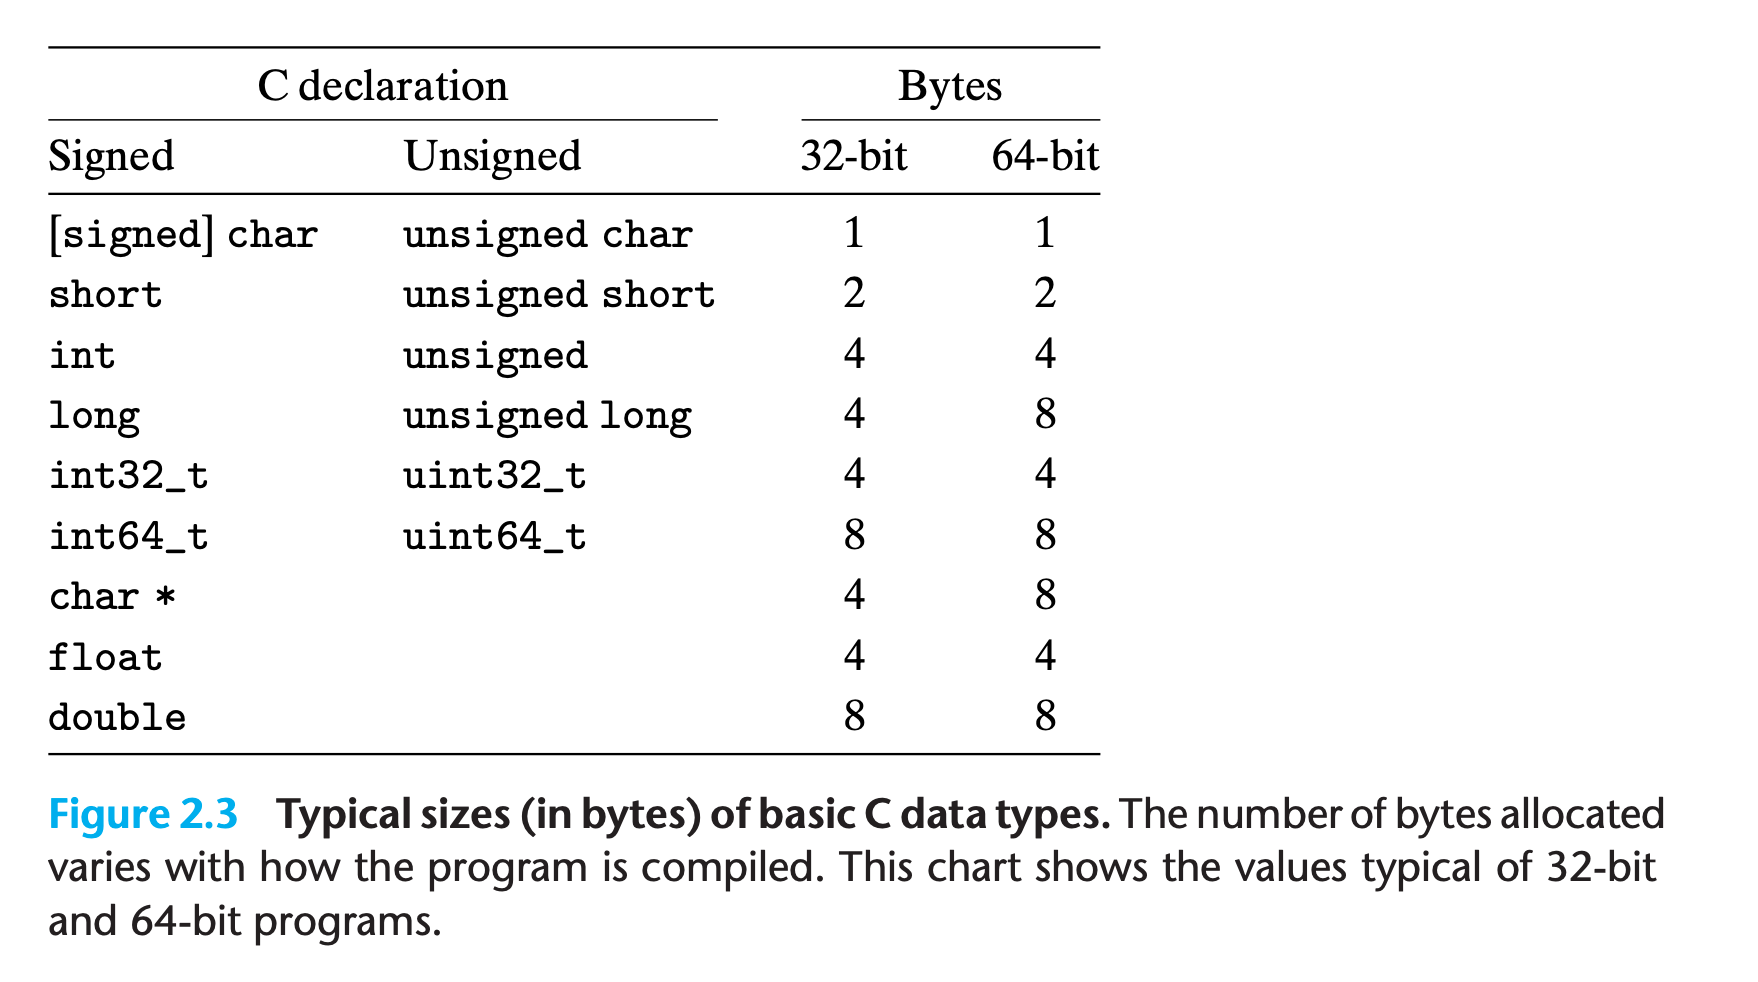 C declaration Bytes
Signed Unsigned 32-bit 64-bit
[signed] char unsigned char 1 1
short unsigned short 2 2
int unsigned 4 4
long unsigned long 4 8
int32_t uint32_t 4 4
int64_t uint64_t 8 8
char * 4 8
float 4 4
double 8 8
Figure 2.3 Typical sizes (in bytes) of basic C data types. The number of bytes allocated
varies with how the program is compiled. This chart shows the values typical of 32-bit
and 64-bit programs.